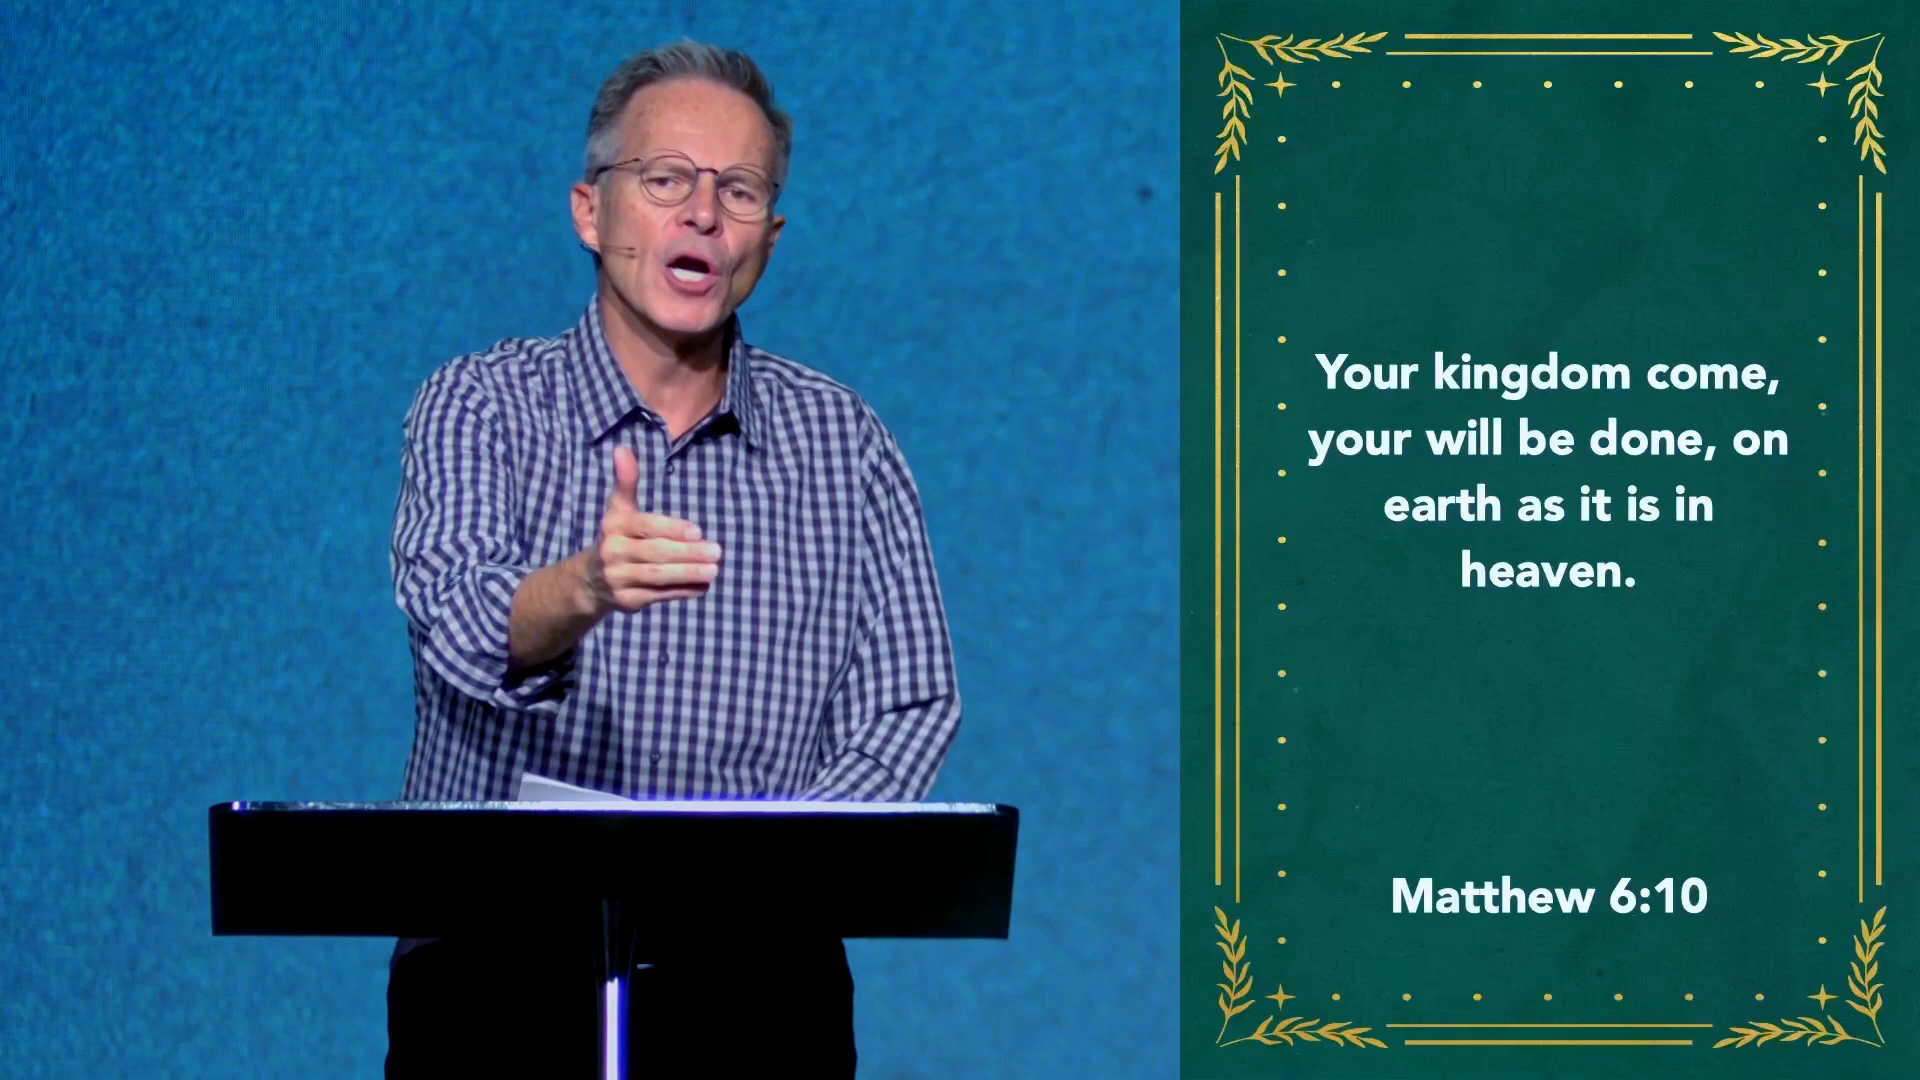 Your kingdom come,
your will be done, on
earth as it is in
heaven.
Matthew 6:10